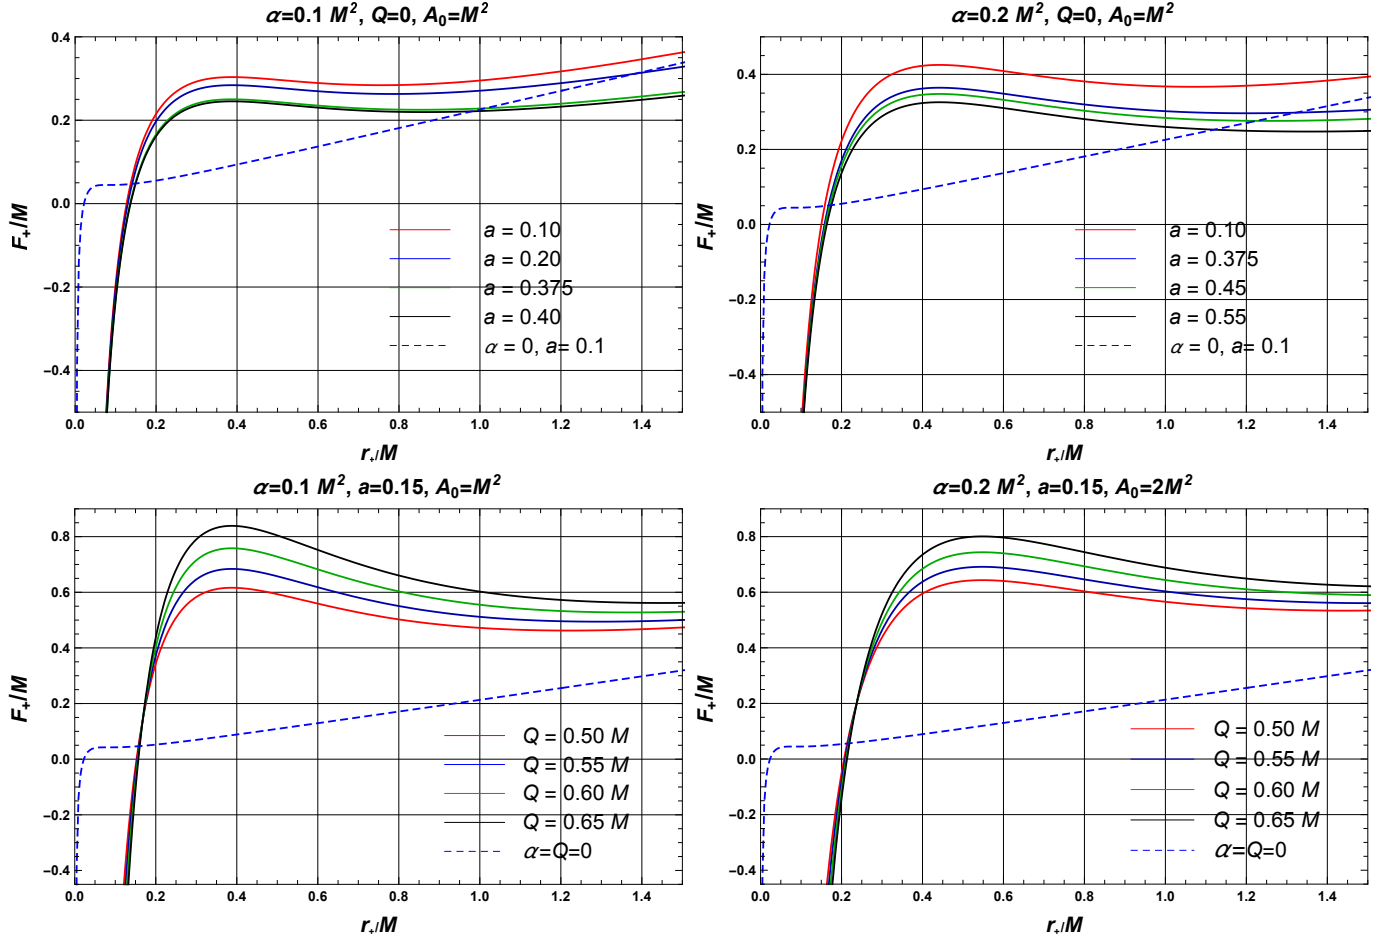 α=0.1 M², Q=0, A₀=M²
0.4
0.2
0.0
−0.2
−0.4
F₊/M
a = 0.10
a = 0.20
a = 0.375
a = 0.40
α = 0, a= 0.1
0.0 0.2 0.4 0.6 0.8 1.0 1.2 1.4
r₊/M
α=0.2 M², Q=0, A₀=M²
0.4
0.2
0.0
−0.2
−0.4
F₊/M
a = 0.10
a = 0.375
a = 0.45
a = 0.55
α = 0, a= 0.1
0.0 0.2 0.4 0.6 0.8 1.0 1.2 1.4
r₊/M
α=0.1 M², a=0.15, A₀=M²
0.8
0.6
0.4
0.2
0.0
−0.2
−0.4
F₊/M
Q = 0.50 M
Q = 0.55 M
Q = 0.60 M
Q = 0.65 M
α=Q=0
0.0 0.2 0.4 0.6 0.8 1.0 1.2 1.4
r₊/M
α=0.2 M², a=0.15, A₀=2M²
0.8
0.6
0.4
0.2
0.0
−0.2
−0.4
F₊/M
Q = 0.50 M
Q = 0.55 M
Q = 0.60 M
Q = 0.65 M
α=Q=0
0.0 0.2 0.4 0.6 0.8 1.0 1.2 1.4
r₊/M